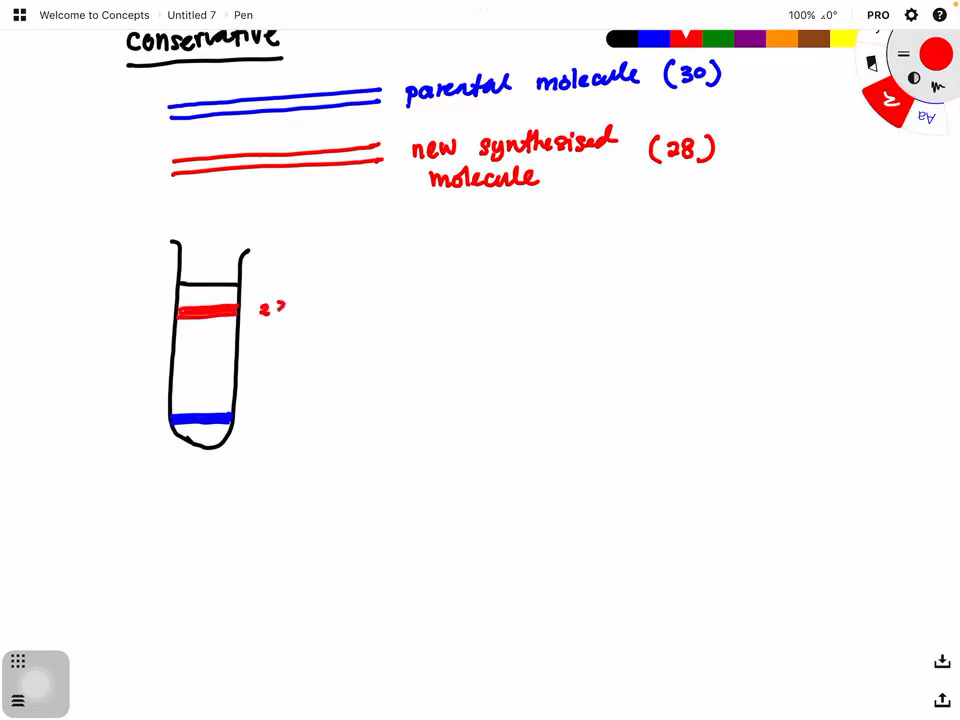 Welcome to Concepts › Untitled 7 › Pen
100% 0° PRO
conservative
parental molecule (30)
new synthesised (28)
molecule
Aa